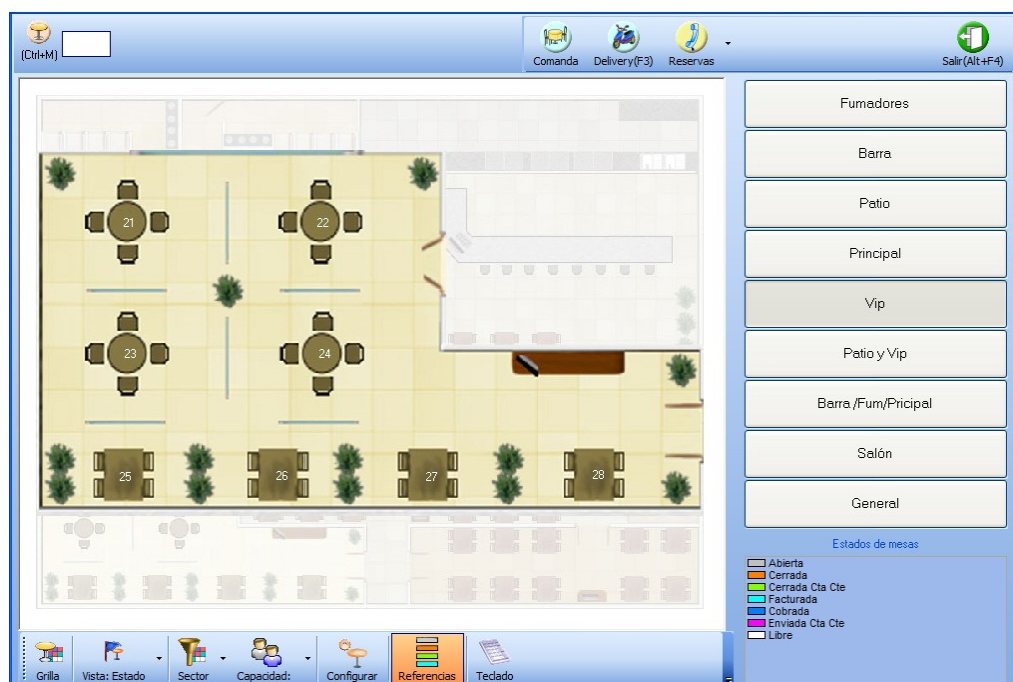 (Ctrl+M)
Comanda
Delivery(F3)
Reservas
Salir(Alt+F4)
Fumadores
Barra
Patio
Principal
Vip
Patio y Vip
Barra /Fum/Pricipal
Salón
General
21
22
23
24
25
26
27
28
Estados de mesas
Abierta
Cerrada
Cerrada Cta Cte
Facturada
Cobrada
Enviada Cta Cte
Libre
Grilla
Vista: Estado
Sector
Capacidad:
Configurar
Referencias
Teclado